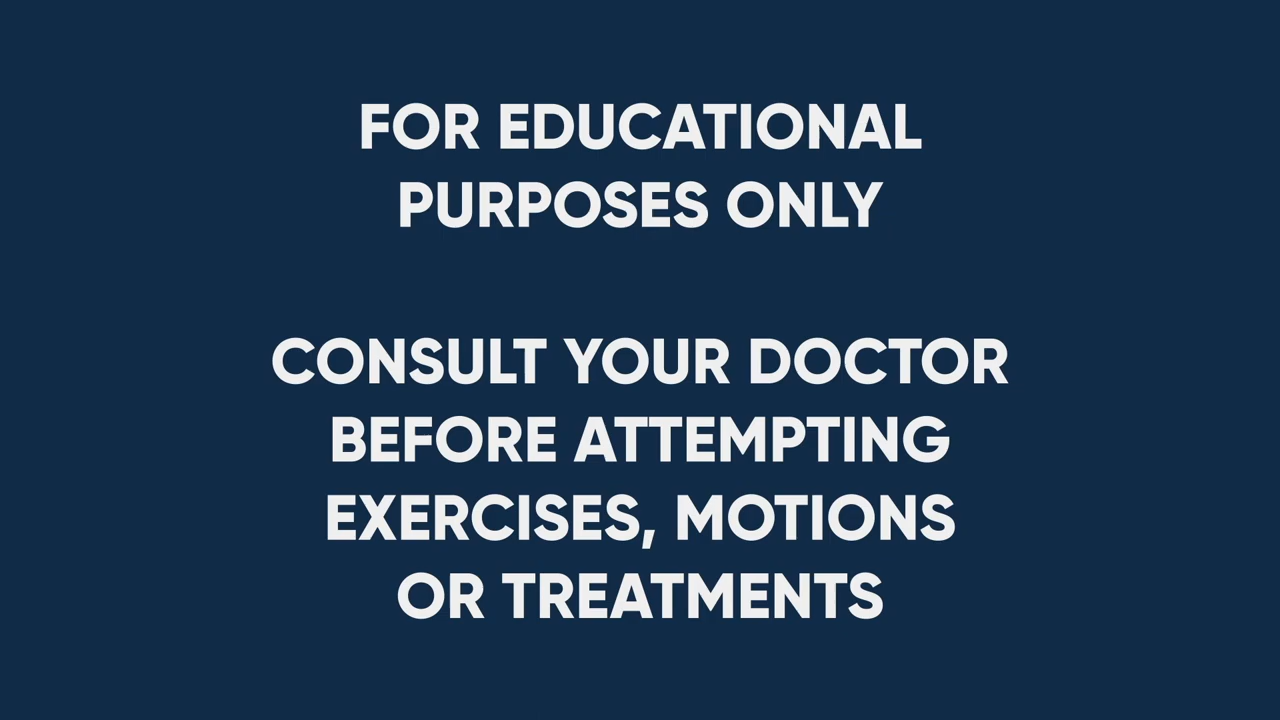 FOR EDUCATIONAL
PURPOSES ONLY
CONSULT YOUR DOCTOR
BEFORE ATTEMPTING
EXERCISES, MOTIONS
OR TREATMENTS